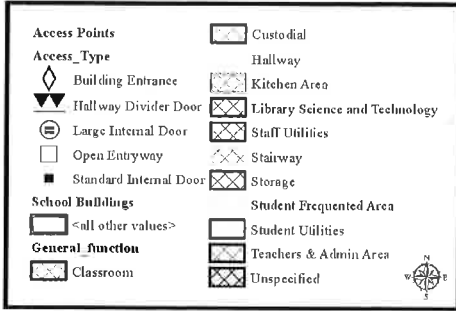 Access Points
Access_Type
Building Entrance
Hallway Divider Door
Large Internal Door
Open Entryway
Standard Internal Door
School Buildings
<all other values>
General_function
Classroom
Custodial
Hallway
Kitchen Area
Library Science and Technology
Staff Utilities
Stairway
Storage
Student Frequented Area
Student Utilities
Teachers & Admin Area
Unspecified
N
W E
S